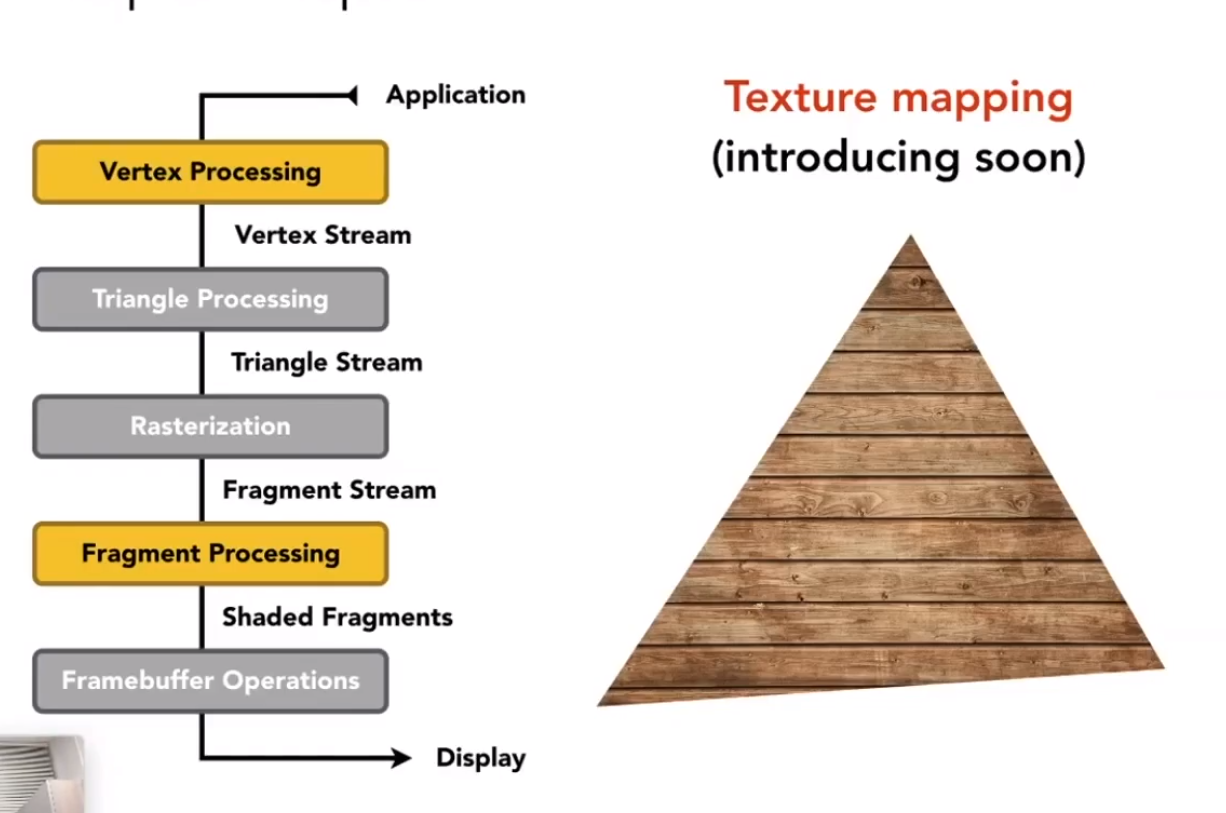 Application
Vertex Processing
Vertex Stream
Triangle Processing
Triangle Stream
Rasterization
Fragment Stream
Fragment Processing
Shaded Fragments
Framebuffer Operations
Display
Texture mapping
(introducing soon)